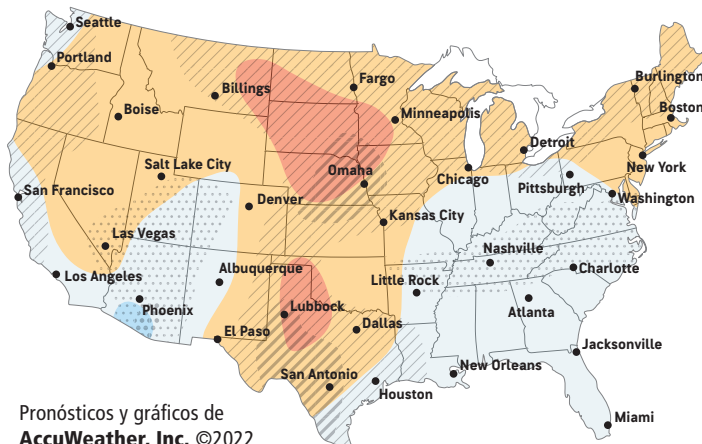 Seattle
Portland
Billings
Fargo
Burlington
Boise
Minneapolis
Boston
Detroit
Salt Lake City
Omaha
Chicago
New York
San Francisco
Pittsburgh
Denver
Washington
Kansas City
Las Vegas
Nashville
Los Angeles
Albuquerque
Little Rock
Charlotte
Phoenix
Lubbock
Atlanta
El Paso
Dallas
Jacksonville
San Antonio
New Orleans
Houston
Miami
Pronósticos y gráficos de
AccuWeather, Inc. ©2022